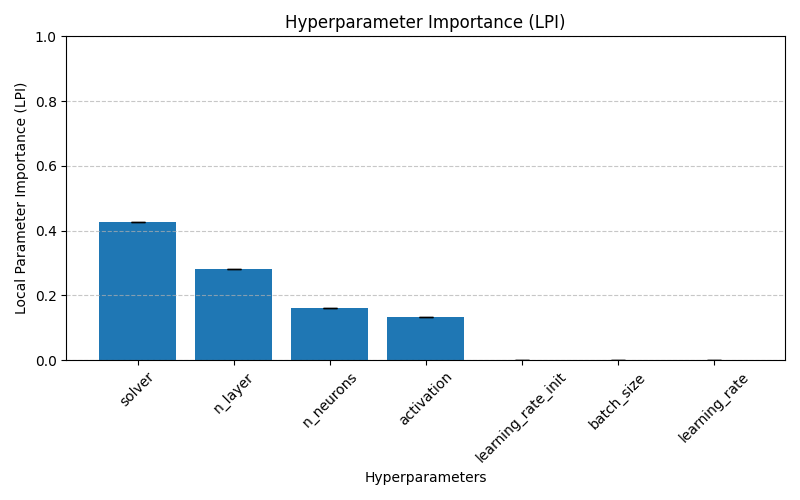 Hyperparameter Importance (LPI)
Local Parameter Importance (LPI)
1.0
0.8
0.6
0.4
0.2
0.0
solver
n_layer
n_neurons
activation
learning_rate_init
batch_size
learning_rate
Hyperparameters